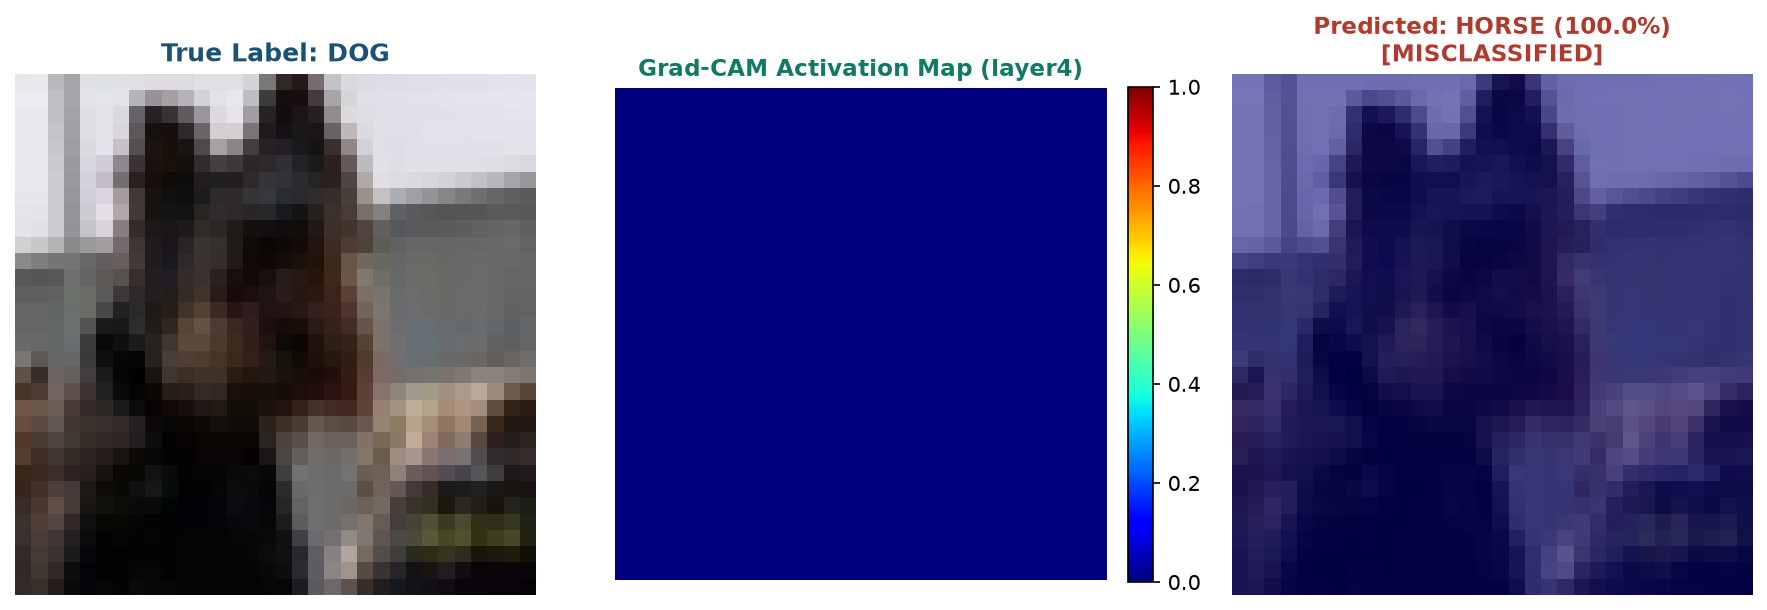 True Label: DOG
Grad-CAM Activation Map (layer4)
1.0
0.8
0.6
0.4
0.2
0.0
Predicted: HORSE (100.0%)
[MISCLASSIFIED]